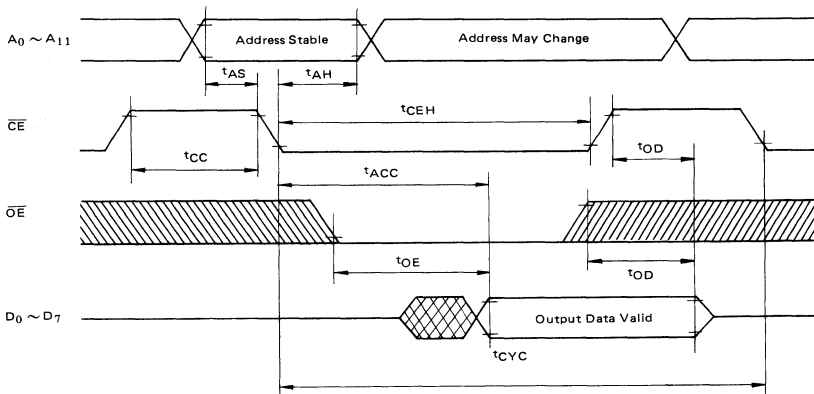 A₀ ~ A₁₁
Address Stable
Address May Change
tAS
tAH
CE
tCEH
tCC
tOD
tACC
OE
tOE
tOD
D₀ ~ D₇
Output Data Valid
tCYC